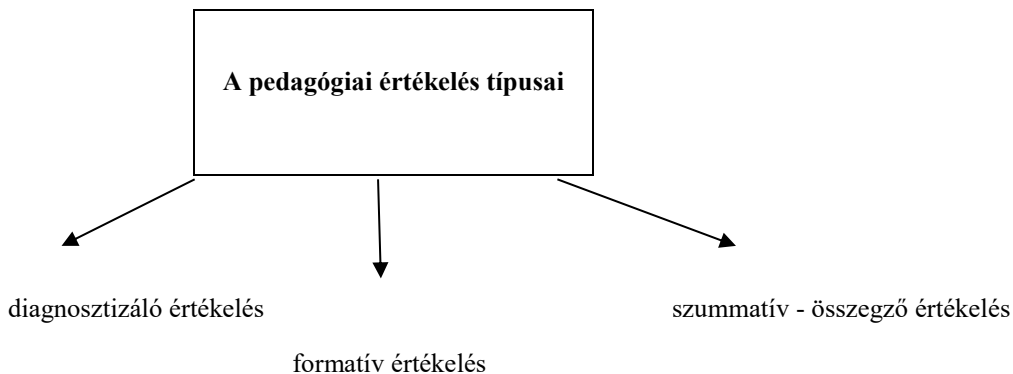 A pedagógiai értékelés típusai
diagnosztizáló értékelés
szummatív - összegző értékelés
formatív értékelés